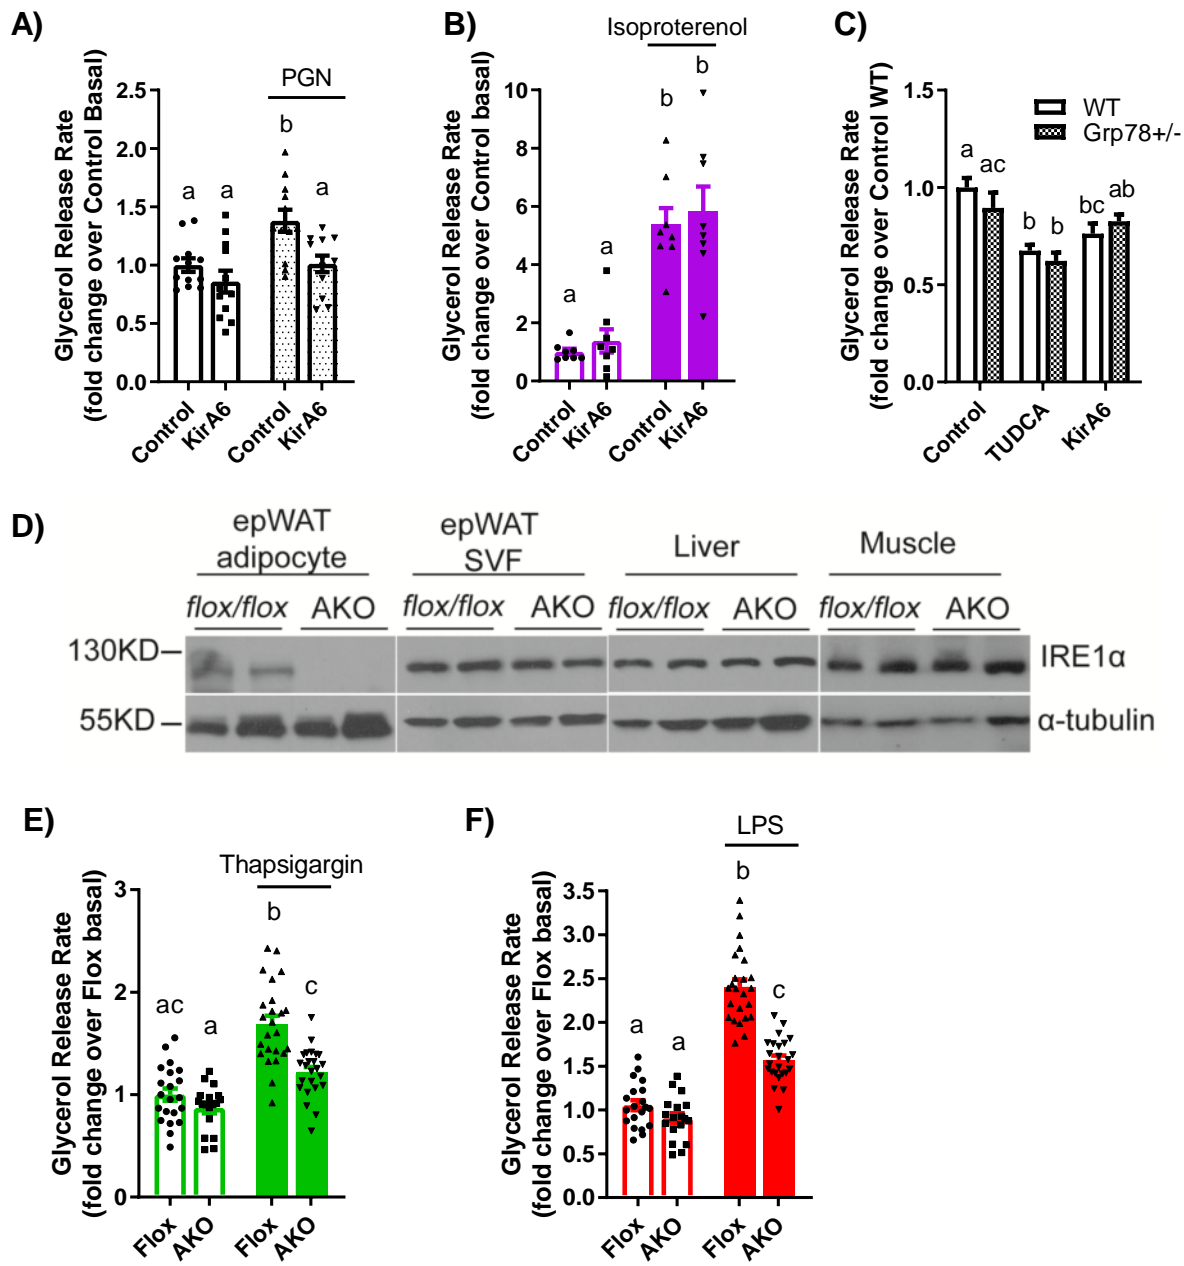 A)
PGN
Glycerol Release Rate
(fold change over Control Basal)
2.5
2.0
1.5
1.0
0.5
0.0
a
a
b
a
Control
KirA6
Control
KirA6
B)
Isoproterenol
Glycerol Release Rate
(fold change over Control basal)
10
8
6
4
2
0
a
a
b
b
Control
KirA6
Control
KirA6
C)
Glycerol Release Rate
(fold change over Control WT)
1.5
1.0
0.5
0.0
WT
Grp78+/-
a
ac
b
b
bc
ab
Control
TUDCA
KirA6
D)
epWAT
adipocyte
epWAT
SVF
Liver
Muscle
flox/flox
AKO
flox/flox
AKO
flox/flox
AKO
flox/flox
AKO
130KD
IRE1α
55KD
α-tubulin
E)
Thapsigargin
Glycerol Release Rate
(fold change over Flox basal)
3
2
1
0
ac
a
b
c
Flox
AKO
Flox
AKO
F)
LPS
Glycerol Release Rate
(fold change over Flox basal)
3.5
3.0
2.5
2.0
1.5
1.0
0.5
0.0
a
a
b
c
Flox
AKO
Flox
AKO